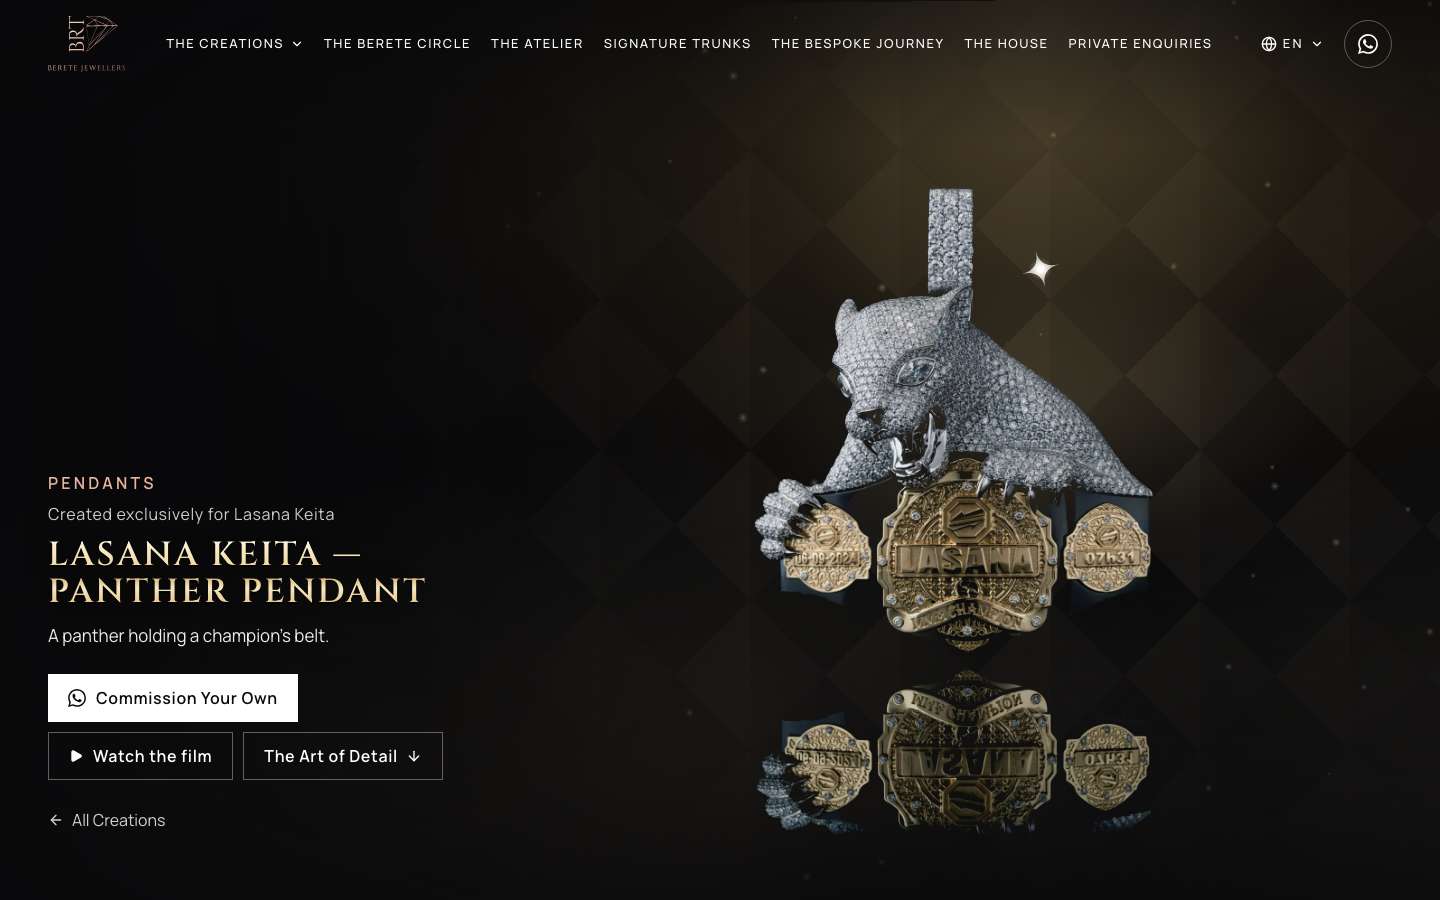 BRT
BERETE JEWELLERS
THE CREATIONS
THE BERETE CIRCLE
THE ATELIER
SIGNATURE TRUNKS
THE BESPOKE JOURNEY
THE HOUSE
PRIVATE ENQUIRIES
EN
PENDANTS
Created exclusively for Lasana Keita
LASANA KEITA —
PANTHER PENDANT
A panther holding a champion's belt.
Commission Your Own
Watch the film
The Art of Detail
All Creations
LASANA
07h31